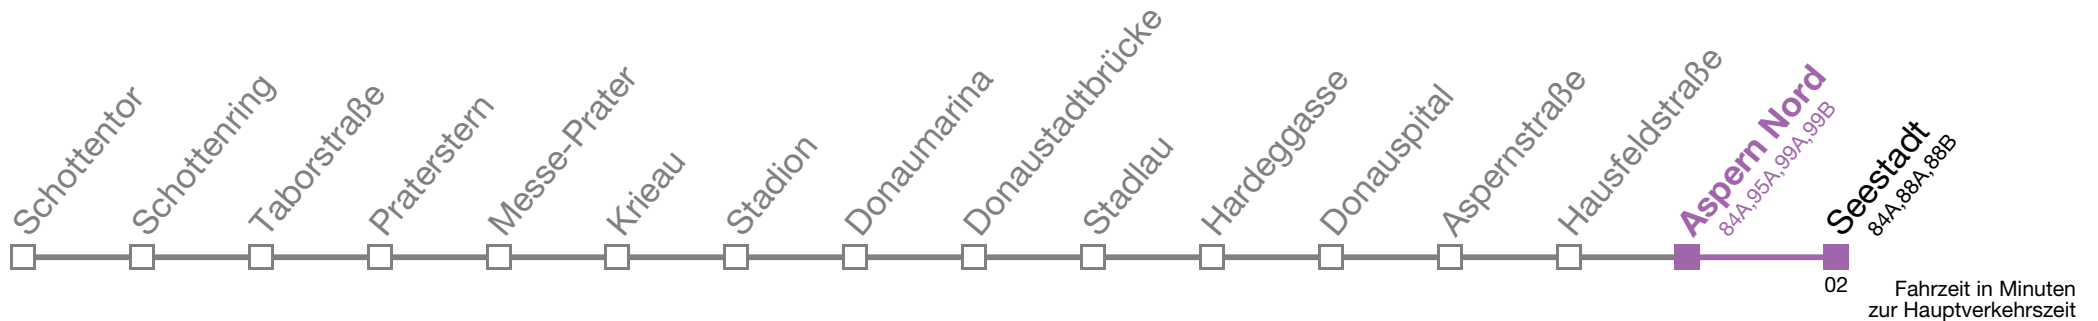 Schottentor
Schottenring
Taborstraße
Praterstern
Messe-Prater
Krieau
Stadion
Donaumarina
Donaustadtbrücke
Stadlau
Hardeggasse
Donauspital
Aspernstraße
Hausfeldstraße
Aspern Nord
84A,95A,99A,99B
Seestadt
84A,88A,88B
02
Fahrzeit in Minuten
zur Hauptverkehrszeit